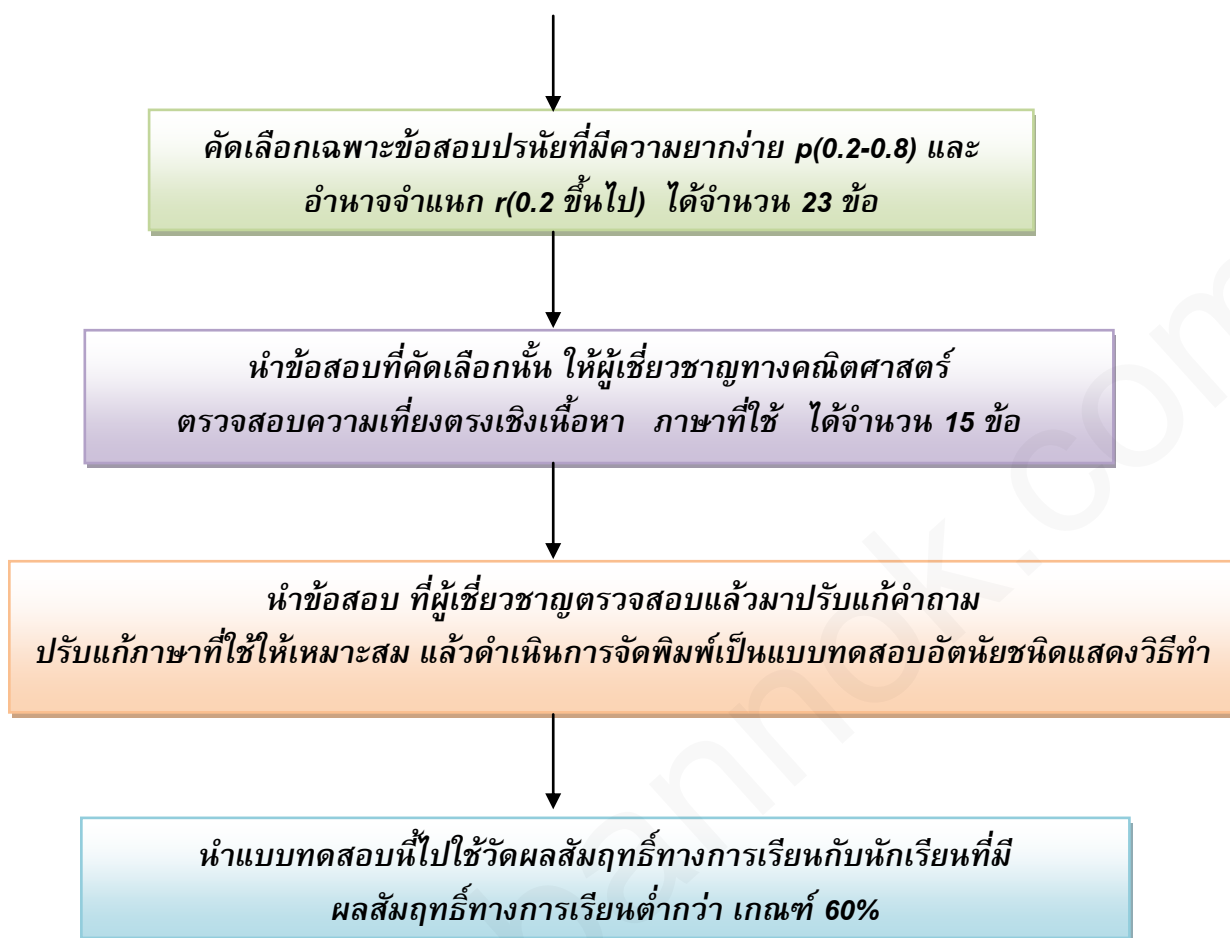 คัดเลือกเฉพาะข้อสอบปรนัยที่มีความยากง่าย p(0.2-0.8) และ
อำนาจจำแนก r(0.2 ขึ้นไป) ได้จำนวน 23 ข้อ
นำข้อสอบที่คัดเลือกนั้น ให้ผู้เชี่ยวชาญทางคณิตศาสตร์
ตรวจสอบความเที่ยงตรงเชิงเนื้อหา ภาษาที่ใช้ ได้จำนวน 15 ข้อ
นำข้อสอบ ที่ผู้เชี่ยวชาญตรวจสอบแล้วมาปรับแก้คำถาม
ปรับแก้ภาษาที่ใช้ให้เหมาะสม แล้วดำเนินการจัดพิมพ์เป็นแบบทดสอบอัตนัยชนิดแสดงวิธีทำ
นำแบบทดสอบนี้ไปใช้วัดผลสัมฤทธิ์ทางการเรียนกับนักเรียนที่มี
ผลสัมฤทธิ์ทางการเรียนต่ำกว่า เกณฑ์ 60%